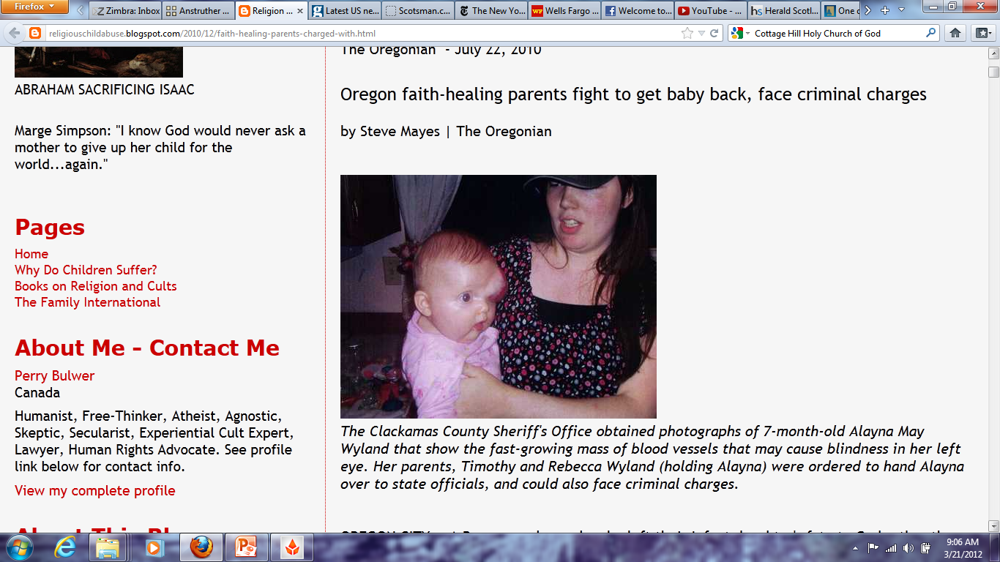 Firefox
Zimbra: Inbox
Anstruther
Religion ...
Latest US ne...
Scotsman.c...
The New Yo...
Wells Fargo ...
Welcome to...
YouTube - ...
Herald Scotl...
One c
religiouschildabuse.blogspot.com/2010/12/faith-healing-parents-charged-with.html
Cottage Hill Holy Church of God
ABRAHAM SACRIFICING ISAAC
Marge Simpson: "I know God would never ask a
mother to give up her child for the
world...again."
Pages
Home
Why Do Children Suffer?
Books on Religion and Cults
The Family International
About Me - Contact Me
Perry Bulwer
Canada
Humanist, Free-Thinker, Atheist, Agnostic,
Skeptic, Secularist, Experiential Cult Expert,
Lawyer, Human Rights Advocate. See profile
link below for contact info.
View my complete profile
The Oregonian - July 22, 2010
Oregon faith-healing parents fight to get baby back, face criminal charges
by Steve Mayes | The Oregonian
The Clackamas County Sheriff's Office obtained photographs of 7-month-old Alayna May
Wyland that show the fast-growing mass of blood vessels that may cause blindness in her left
eye. Her parents, Timothy and Rebecca Wyland (holding Alayna) were ordered to hand Alayna
over to state officials, and could also face criminal charges.
9:06 AM
3/21/2012